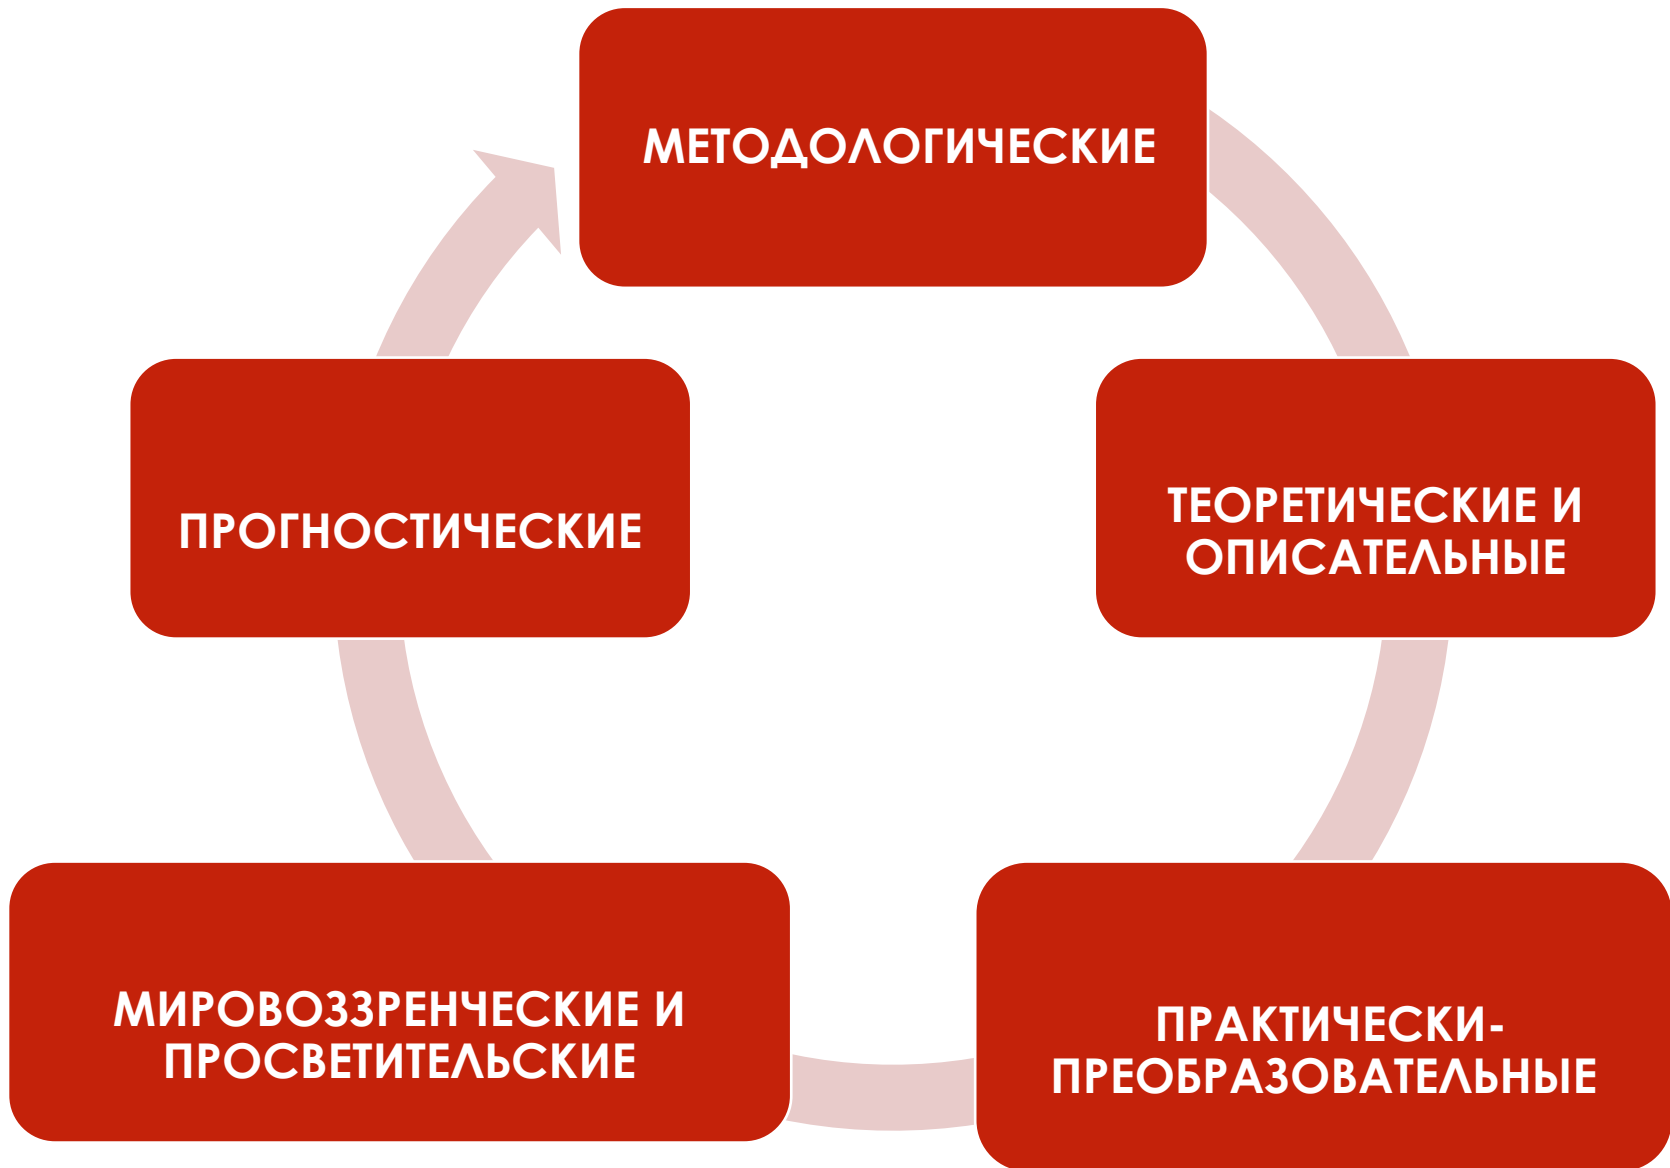 МЕТОДОЛОГИЧЕСКИЕ
ТЕОРЕТИЧЕСКИЕ И
ОПИСАТЕЛЬНЫЕ
ПРАКТИЧЕСКИ-
ПРЕОБРАЗОВАТЕЛЬНЫЕ
МИРОВОЗЗРЕНЧЕСКИЕ И
ПРОСВЕТИТЕЛЬСКИЕ
ПРОГНОСТИЧЕСКИЕ